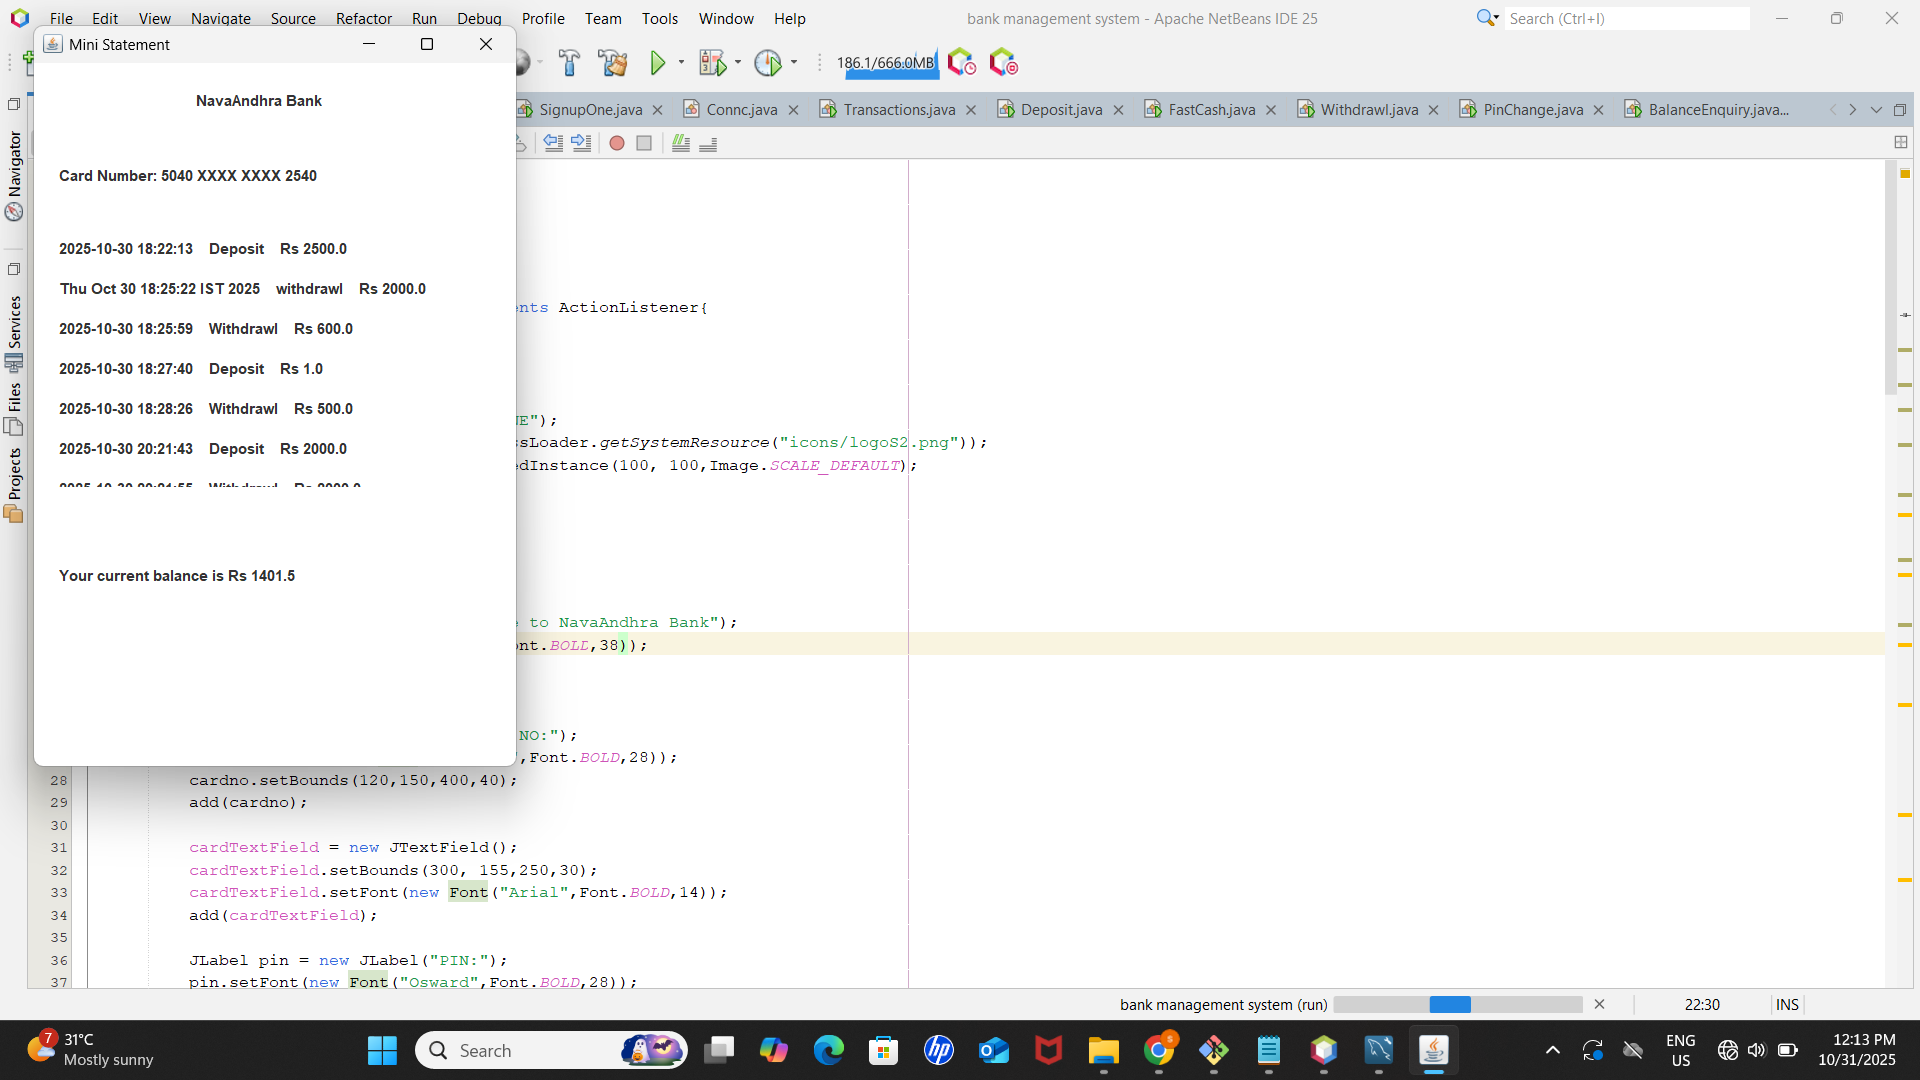 File Edit View Navigate Source Refactor Run Debug Profile Team Tools Window Help
bank management system - Apache NetBeans IDE 25
Search (Ctrl+I)
Mini Statement
186.1/666.0MB
SignupOne.java
Connc.java
Transactions.java
Deposit.java
FastCash.java
Withdrawl.java
PinChange.java
BalanceEnquiry.java...
Navigator
Services
Files
Projects
NavaAndhra Bank
Card Number: 5040 XXXX XXXX 2540
2025-10-30 18:22:13 Deposit Rs 2500.0
Thu Oct 30 18:25:22 IST 2025 withdrawl Rs 2000.0
2025-10-30 18:25:59 Withdrawl Rs 600.0
2025-10-30 18:27:40 Deposit Rs 1.0
2025-10-30 18:28:26 Withdrawl Rs 500.0
2025-10-30 20:21:43 Deposit Rs 2000.0
Your current balance is Rs 1401.5
nts ActionListener{
");
sLoader.getSystemResource("icons/logoS2.png"));
dInstance(100, 100,Image.SCALE_DEFAULT);
to NavaAndhra Bank");
nt.BOLD,38));
NO:");
,Font.BOLD,28));
28 cardno.setBounds(120,150,400,40);
29 add(cardno);
30
31 cardTextField = new JTextField();
32 cardTextField.setBounds(300, 155,250,30);
33 cardTextField.setFont(new Font("Arial",Font.BOLD,14));
34 add(cardTextField);
35
36 JLabel pin = new JLabel("PIN:");
37 pin.setFont(new Font("Osward",Font.BOLD,28));
bank management system (run)
22:30
INS
7
31°C
Mostly sunny
Search
hp
S
ENG
US
12:13 PM
10/31/2025